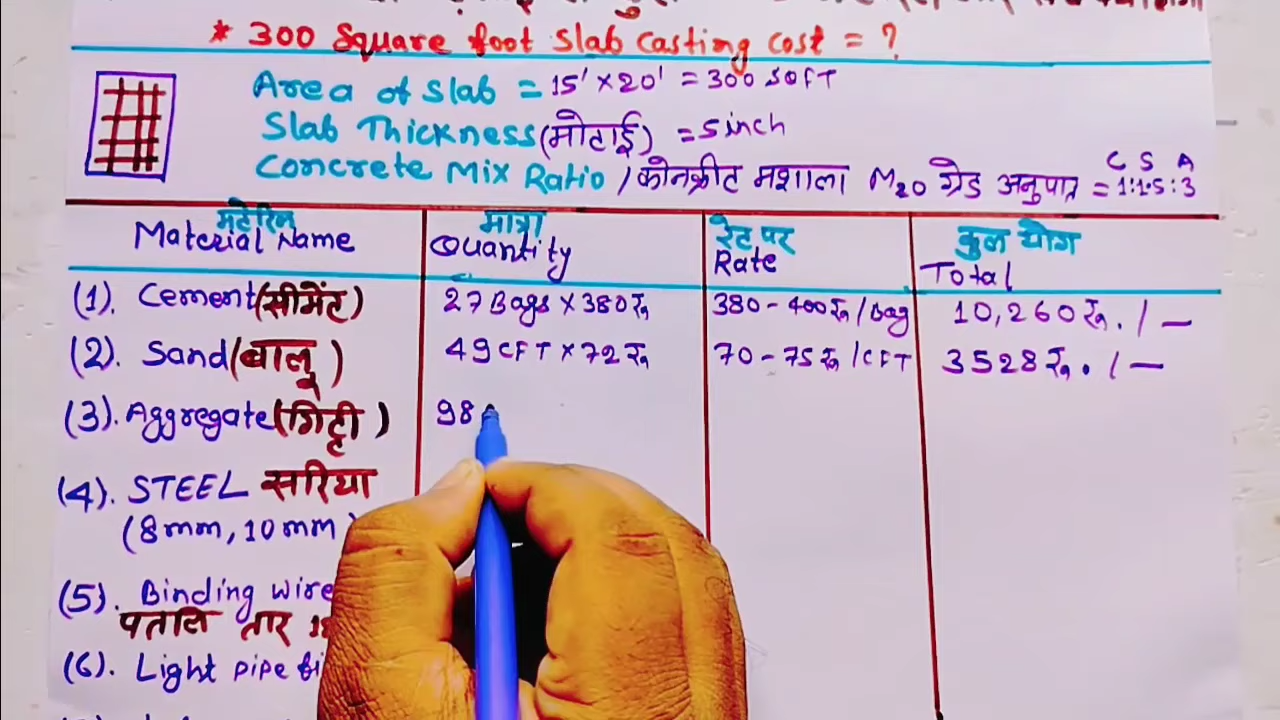 * 300 Square foot Slab Casting Cost = ?
Area of Slab = 15' × 20' = 300 SQFT
Slab Thickness (मोटाई) = 5 inch
C S A
Concrete Mix Ratio / कोनक्रीट मशाला M20 ग्रेड अनुपात्र = 1:1.5:3
मटेरिल मात्रा रेट पर कुल योग
Material Name Quantity Rate Total
(1). Cement (सीमेंट) 27 Bags × 380 रु 380 - 400 रु / Bag 10,260 रु. / -
(2). Sand (बालू) 49 CFT × 72 रु 70 - 75 रु / CFT 3528 रु. / -
(3). Aggregate (गिट्टी) 98
(4). STEEL सरिया
(8mm, 10mm
(5). Binding wire
पतालि तार
(6). Light pipe